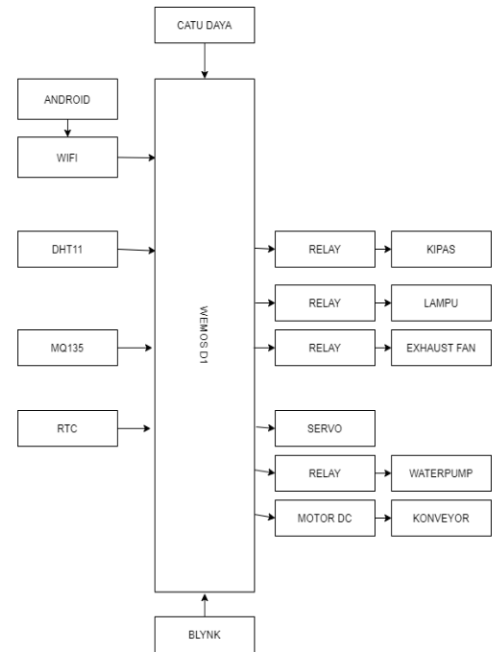 CATU DAYA
ANDROID
WIFI
DHT11
MQ135
RTC
WEMOS D1
RELAY
KIPAS
RELAY
LAMPU
RELAY
EXHAUST FAN
SERVO
RELAY
WATERPUMP
MOTOR DC
KONVEYOR
BLYNK